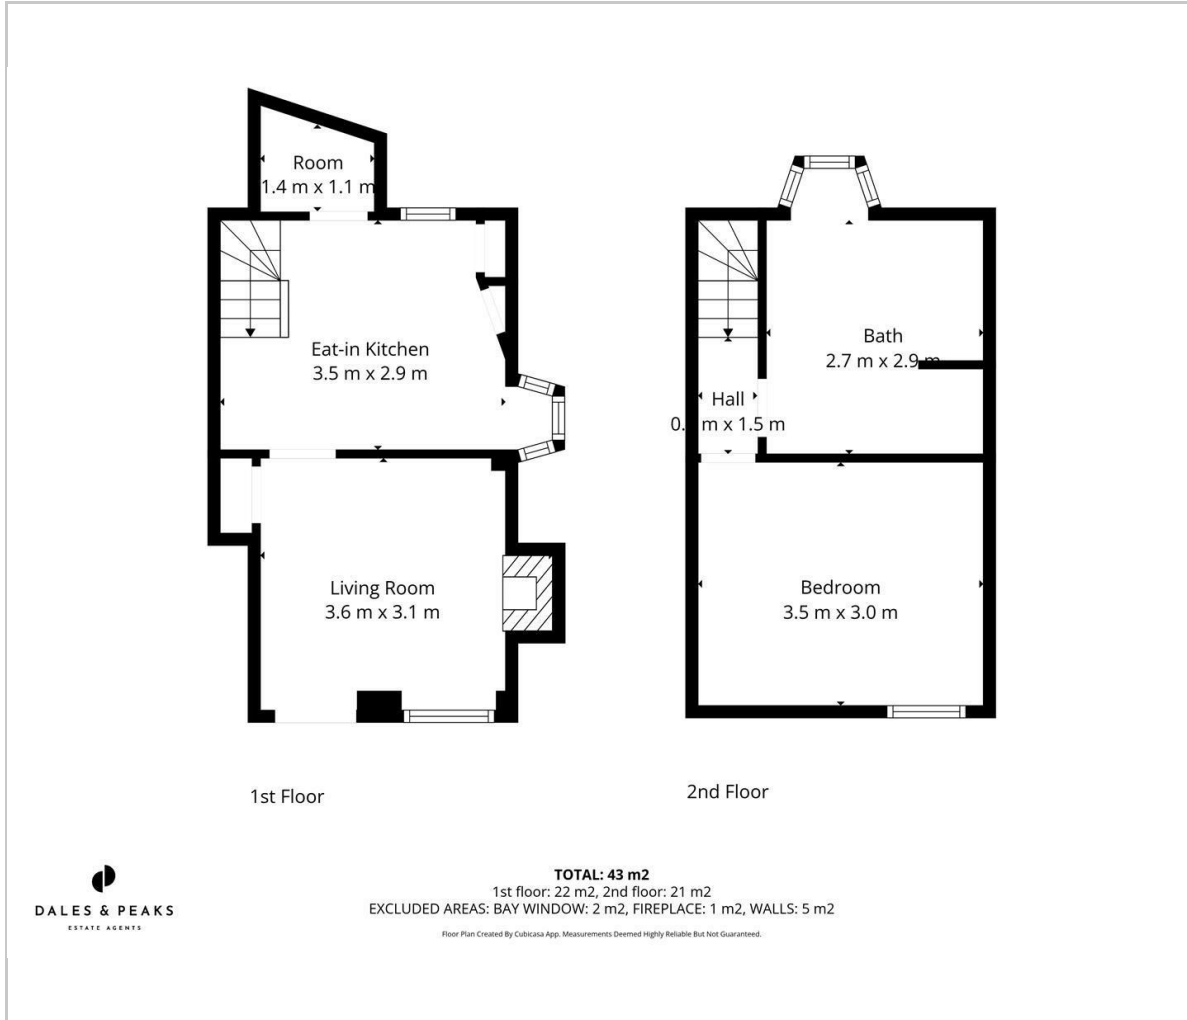 Room
1.4 m x 1.1 m
Eat-in Kitchen
3.5 m x 2.9 m
Living Room
3.6 m x 3.1 m
1st Floor
Bath
2.7 m x 2.9 m
Hall
m x 1.5 m
Bedroom
3.5 m x 3.0 m
2nd Floor
DALES & PEAKS
ESTATE AGENTS
TOTAL: 43 m2
1st floor: 22 m2, 2nd floor: 21 m2
EXCLUDED AREAS: BAY WINDOW: 2 m2, FIREPLACE: 1 m2, WALLS: 5 m2
Floor Plan Created By Cubicasa App. Measurements Deemed Highly Reliable But Not Guaranteed.